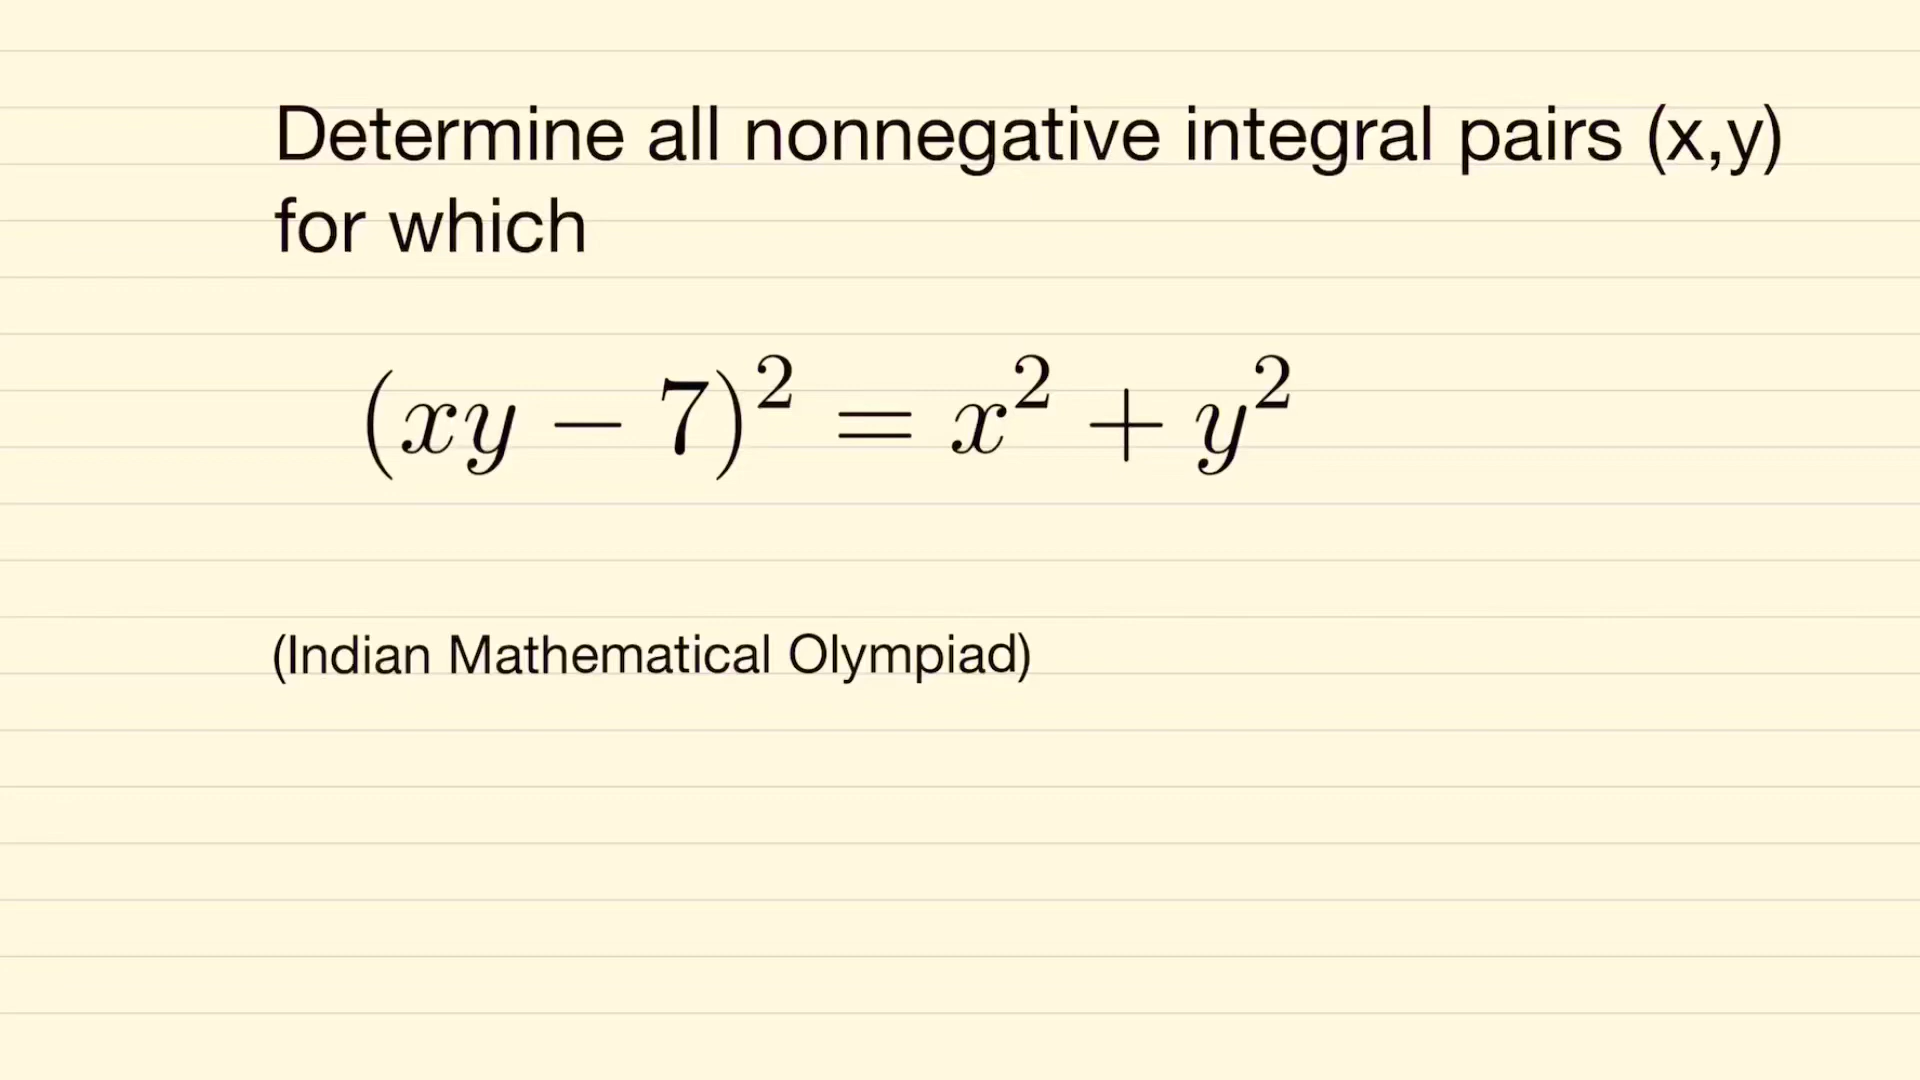 Determine all nonnegative integral pairs (x,y)
for which
(xy − 7)² = x² + y²
(Indian Mathematical Olympiad)